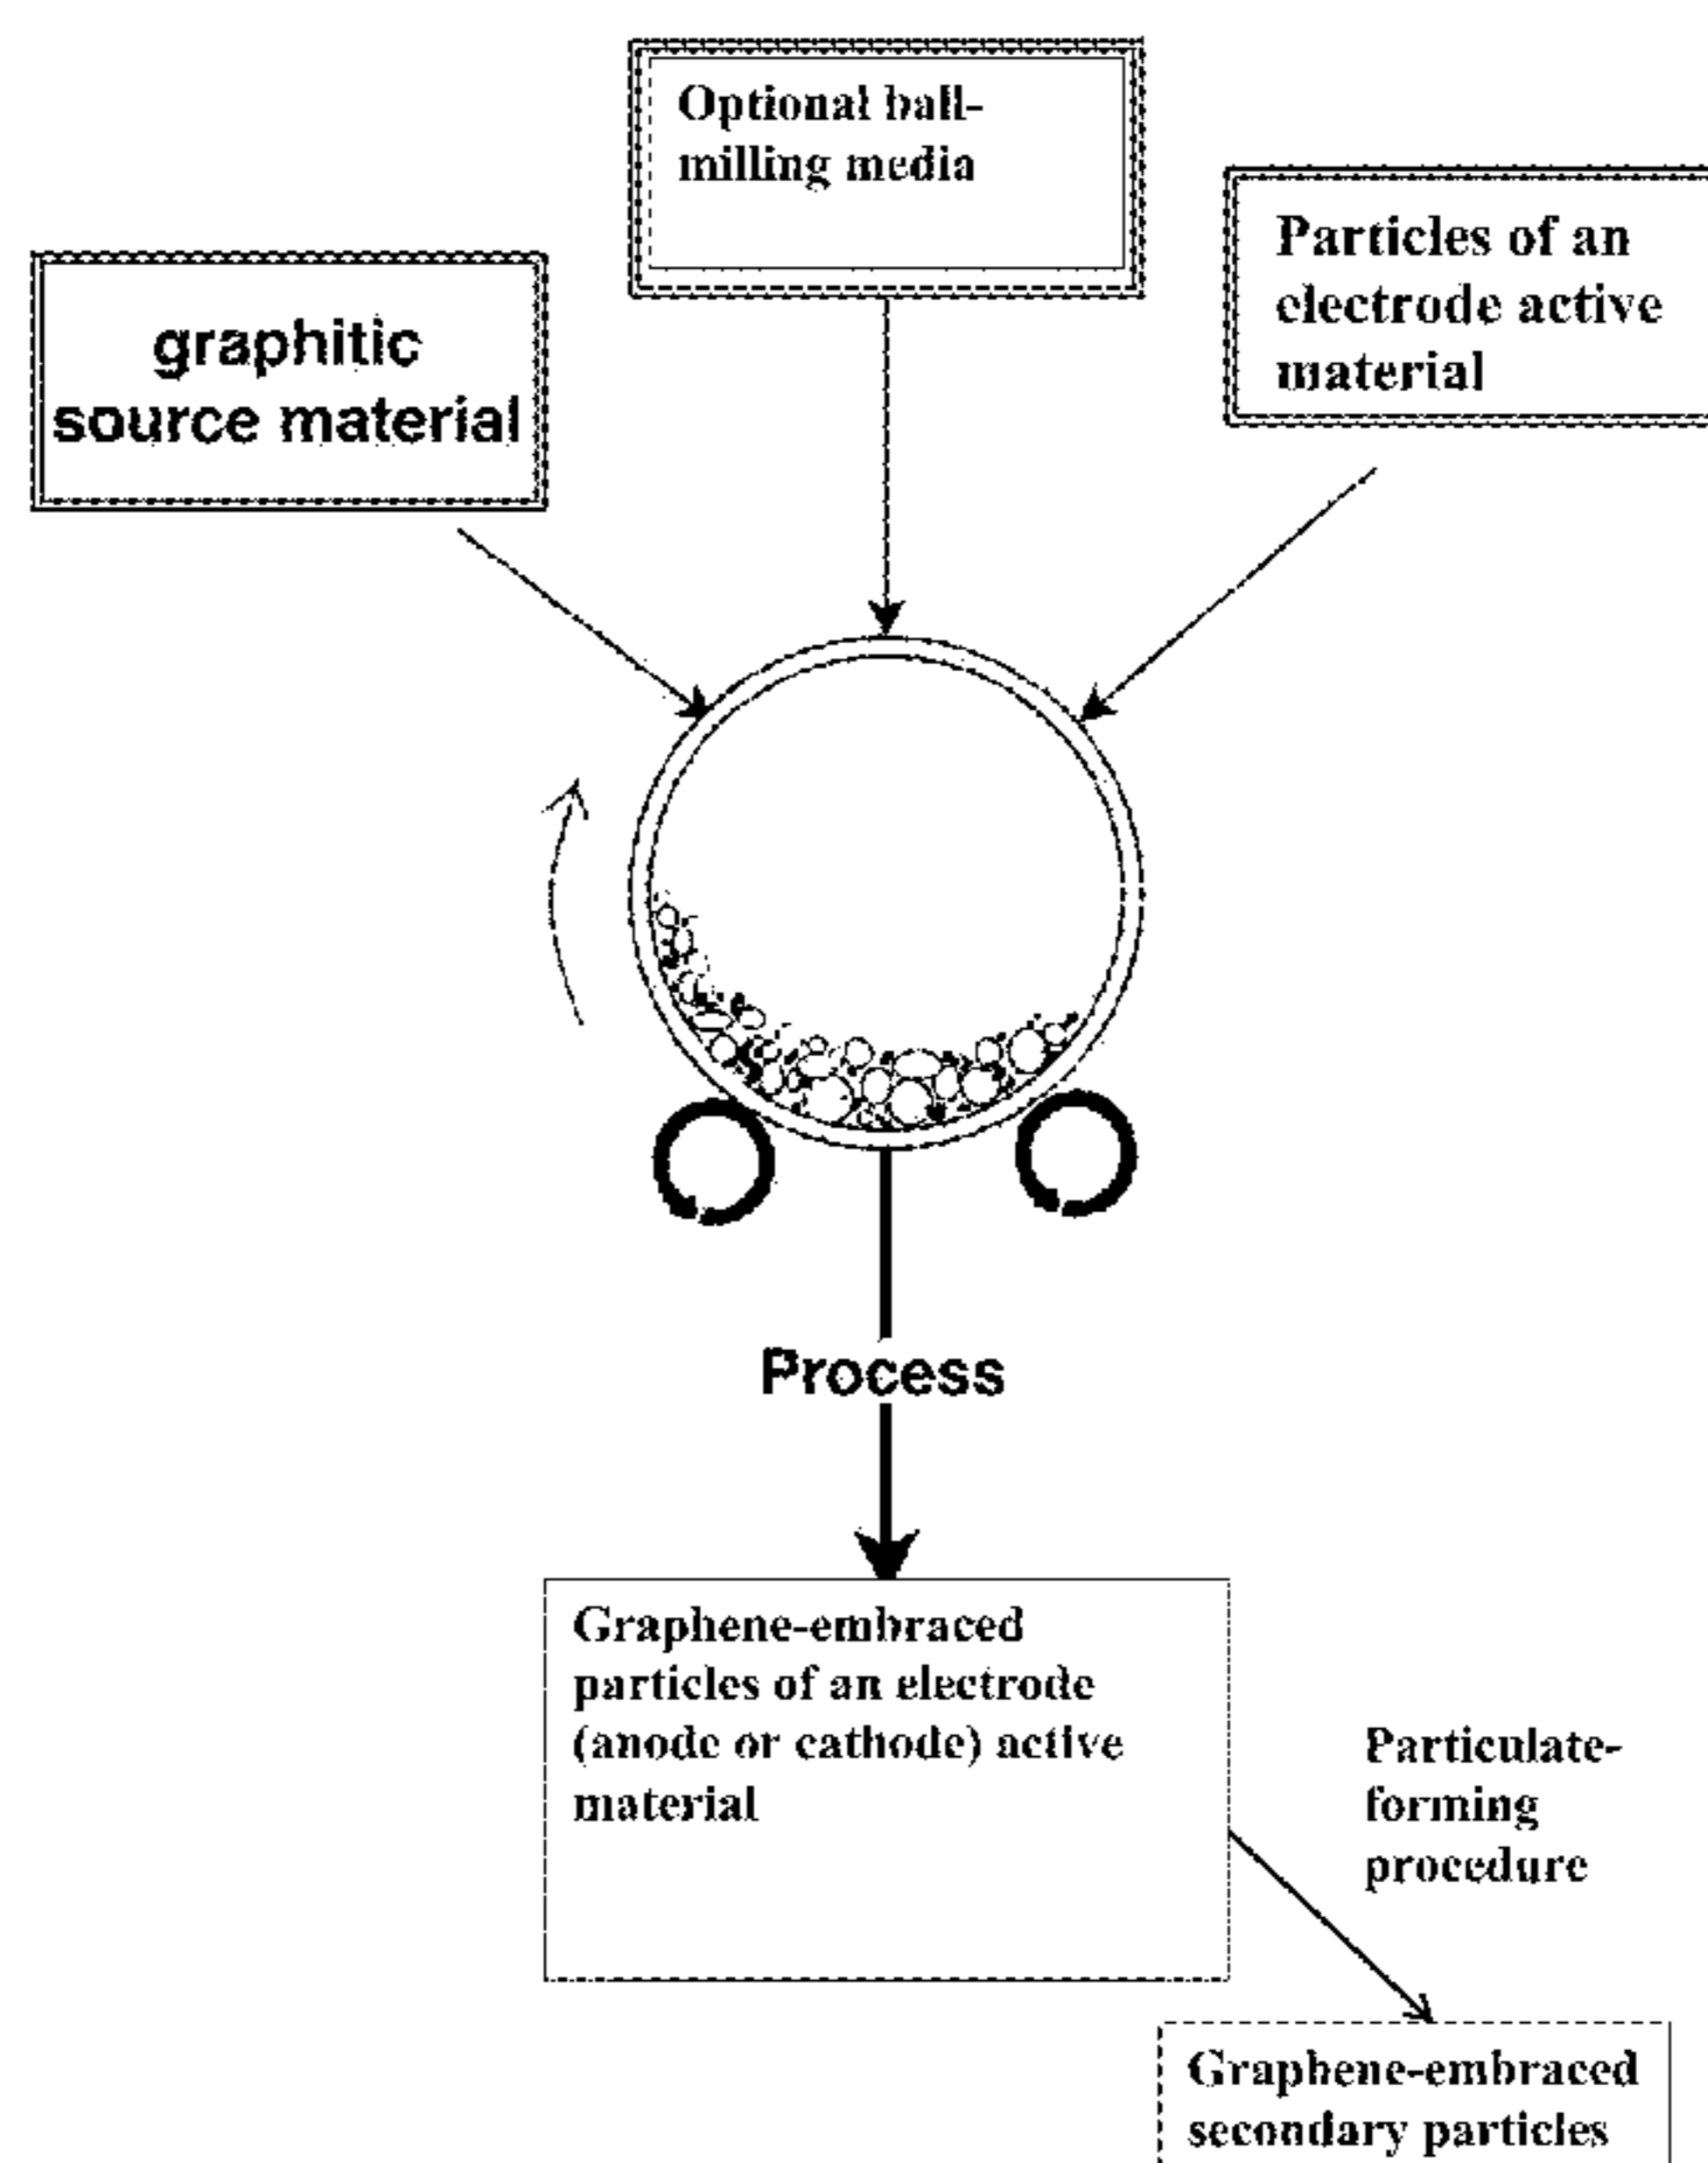 Optional ball-
milling media
Particles of an
electrode active
material
graphitic
source material
Process
Graphene-embraced
particles of an electrode
(anode or cathode) active
material
Particulate-
forming
procedure
Graphene-embraced
secondary particles